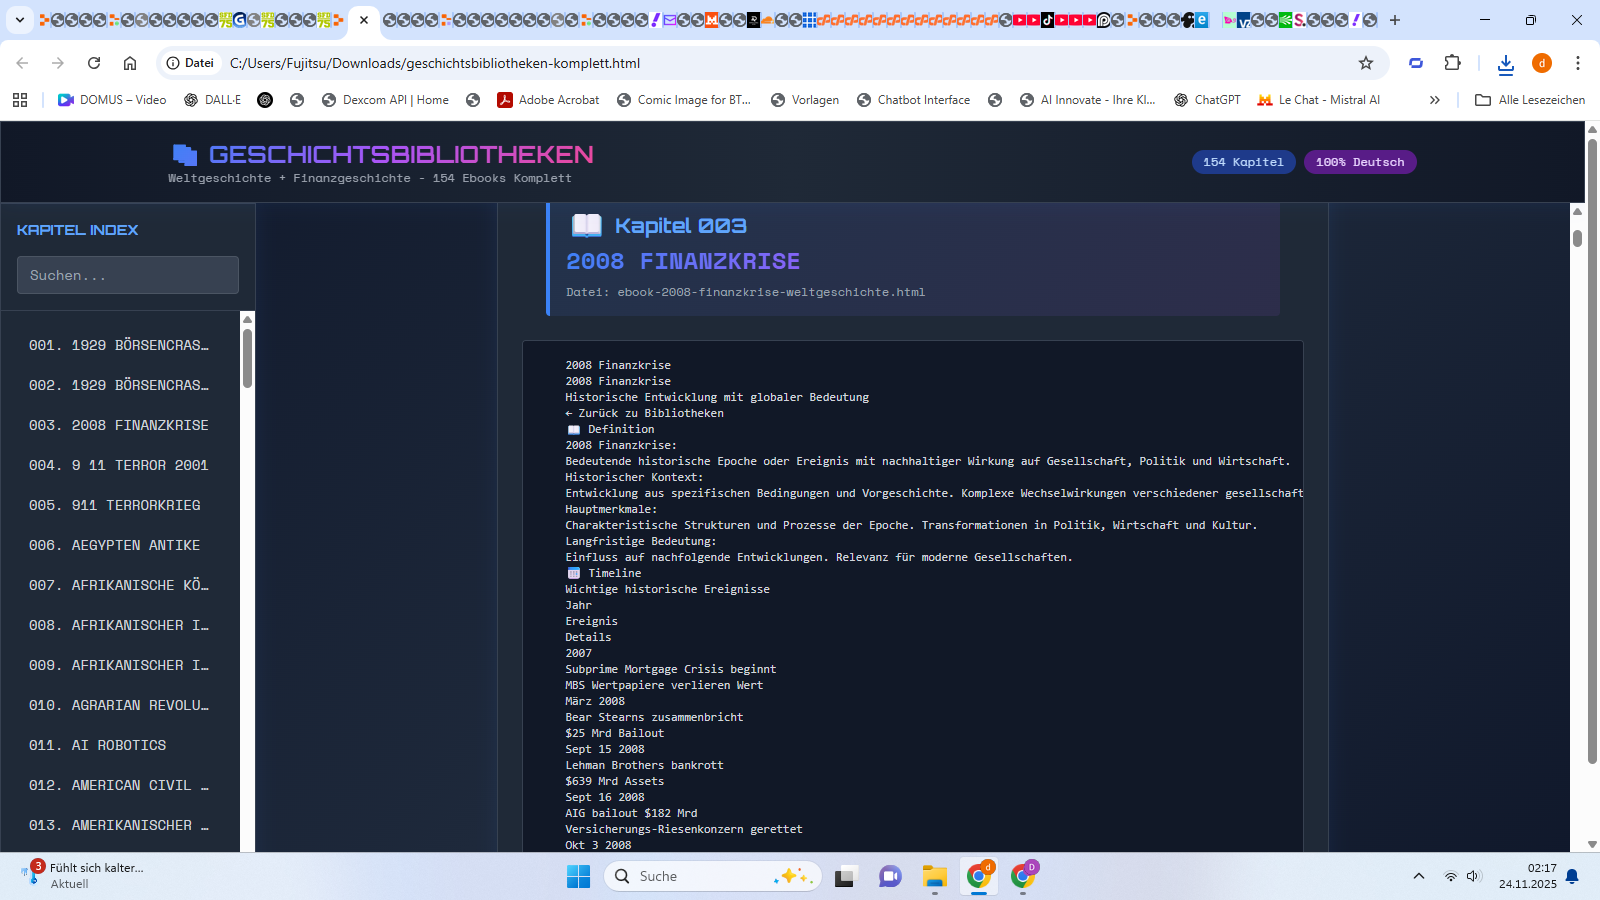 Datei
C:/Users/Fujitsu/Downloads/geschichtsbibliotheken-komplett.html
d
DOMUS – Video
DALL·E
Dexcom API | Home
Adobe Acrobat
Comic Image for BT...
Vorlagen
Chatbot Interface
AI Innovate - Ihre KI...
ChatGPT
Le Chat - Mistral AI
Alle Lesezeichen
GESCHICHTSBIBLIOTHEKEN
Weltgeschichte + Finanzgeschichte - 154 Ebooks Komplett
154 Kapitel
100% Deutsch
KAPITEL INDEX
Suchen...
001. 1929 BÖRSENCRAS…
002. 1929 BÖRSENCRAS…
003. 2008 FINANZKRISE
004. 9 11 TERROR 2001
005. 911 TERRORKRIEG
006. AEGYPTEN ANTIKE
007. AFRIKANISCHE KÖ…
008. AFRIKANISCHER I…
009. AFRIKANISCHER I…
010. AGRARIAN REVOLU…
011. AI ROBOTICS
012. AMERICAN CIVIL …
013. AMERIKANISCHER …
Kapitel 003
2008 FINANZKRISE
Datei: ebook-2008-finanzkrise-weltgeschichte.html
2008 Finanzkrise
2008 Finanzkrise
Historische Entwicklung mit globaler Bedeutung
← Zurück zu Bibliotheken
Definition
2008 Finanzkrise:
Bedeutende historische Epoche oder Ereignis mit nachhaltiger Wirkung auf Gesellschaft, Politik und Wirtschaft.
Historischer Kontext:
Entwicklung aus spezifischen Bedingungen und Vorgeschichte. Komplexe Wechselwirkungen verschiedener gesellschaft
Hauptmerkmale:
Charakteristische Strukturen und Prozesse der Epoche. Transformationen in Politik, Wirtschaft und Kultur.
Langfristige Bedeutung:
Einfluss auf nachfolgende Entwicklungen. Relevanz für moderne Gesellschaften.
Timeline
Wichtige historische Ereignisse
Jahr
Ereignis
Details
2007
Subprime Mortgage Crisis beginnt
MBS Wertpapiere verlieren Wert
März 2008
Bear Stearns zusammenbricht
$25 Mrd Bailout
Sept 15 2008
Lehman Brothers bankrott
$639 Mrd Assets
Sept 16 2008
AIG bailout $182 Mrd
Versicherungs-Riesenkonzern gerettet
Okt 3 2008
3
Fühlt sich kalter...
Aktuell
Suche
d
D
02:17
24.11.2025